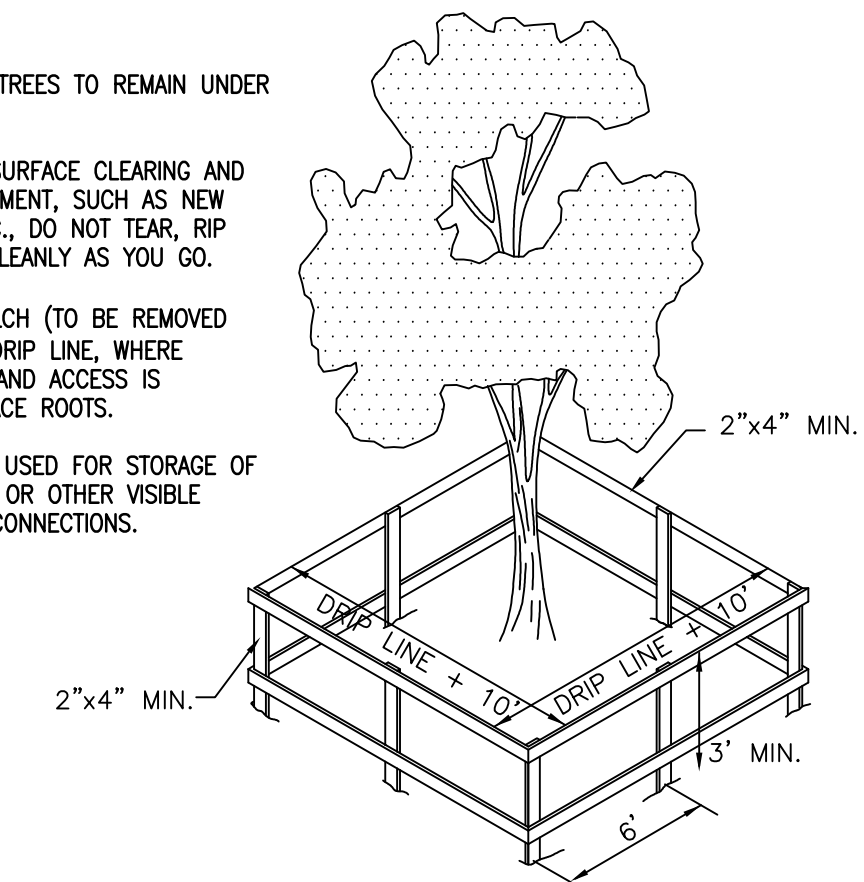 TREES TO REMAIN UNDER
SURFACE CLEARING AND
MENT, SUCH AS NEW
., DO NOT TEAR, RIP
LEANLY AS YOU GO.
LCH (TO BE REMOVED
DRIP LINE, WHERE
AND ACCESS IS
ACE ROOTS.
USED FOR STORAGE OF
OR OTHER VISIBLE
CONNECTIONS.
2"x4" MIN.
DRIP LINE + 10'
DRIP LINE + 10'
2"x4" MIN.
3' MIN.
6'